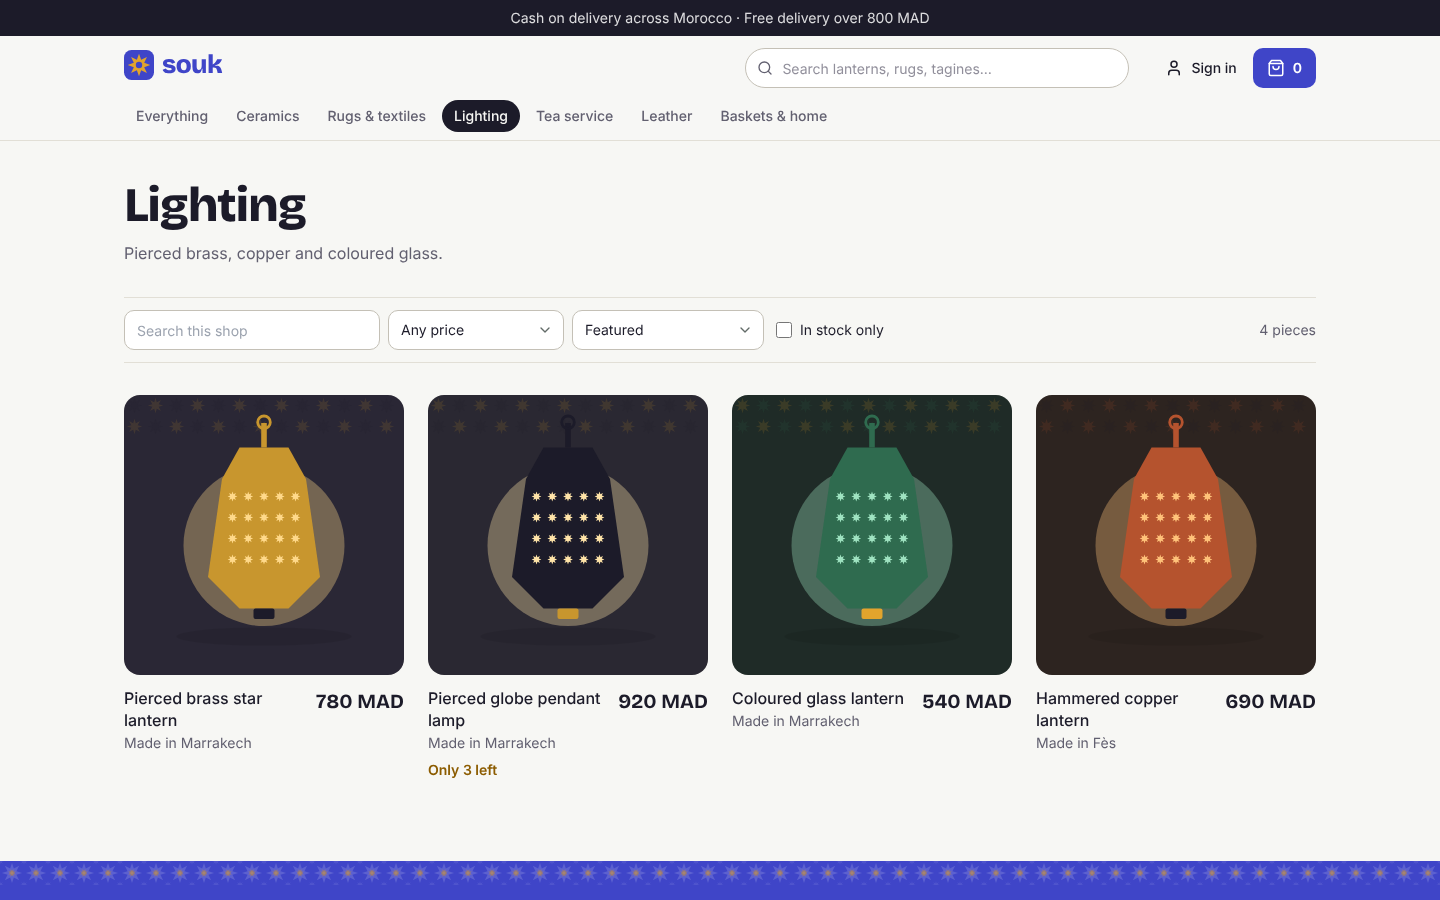 Cash on delivery across Morocco · Free delivery over 800 MAD
souk
Search lanterns, rugs, tagines...
Sign in
0
Everything
Ceramics
Rugs & textiles
Lighting
Tea service
Leather
Baskets & home
Lighting
Pierced brass, copper and coloured glass.
Search this shop
Any price
Featured
In stock only
4 pieces
Pierced brass star
lantern
780 MAD
Made in Marrakech
Pierced globe pendant
lamp
920 MAD
Made in Marrakech
Only 3 left
Coloured glass lantern
540 MAD
Made in Marrakech
Hammered copper
lantern
690 MAD
Made in Fès